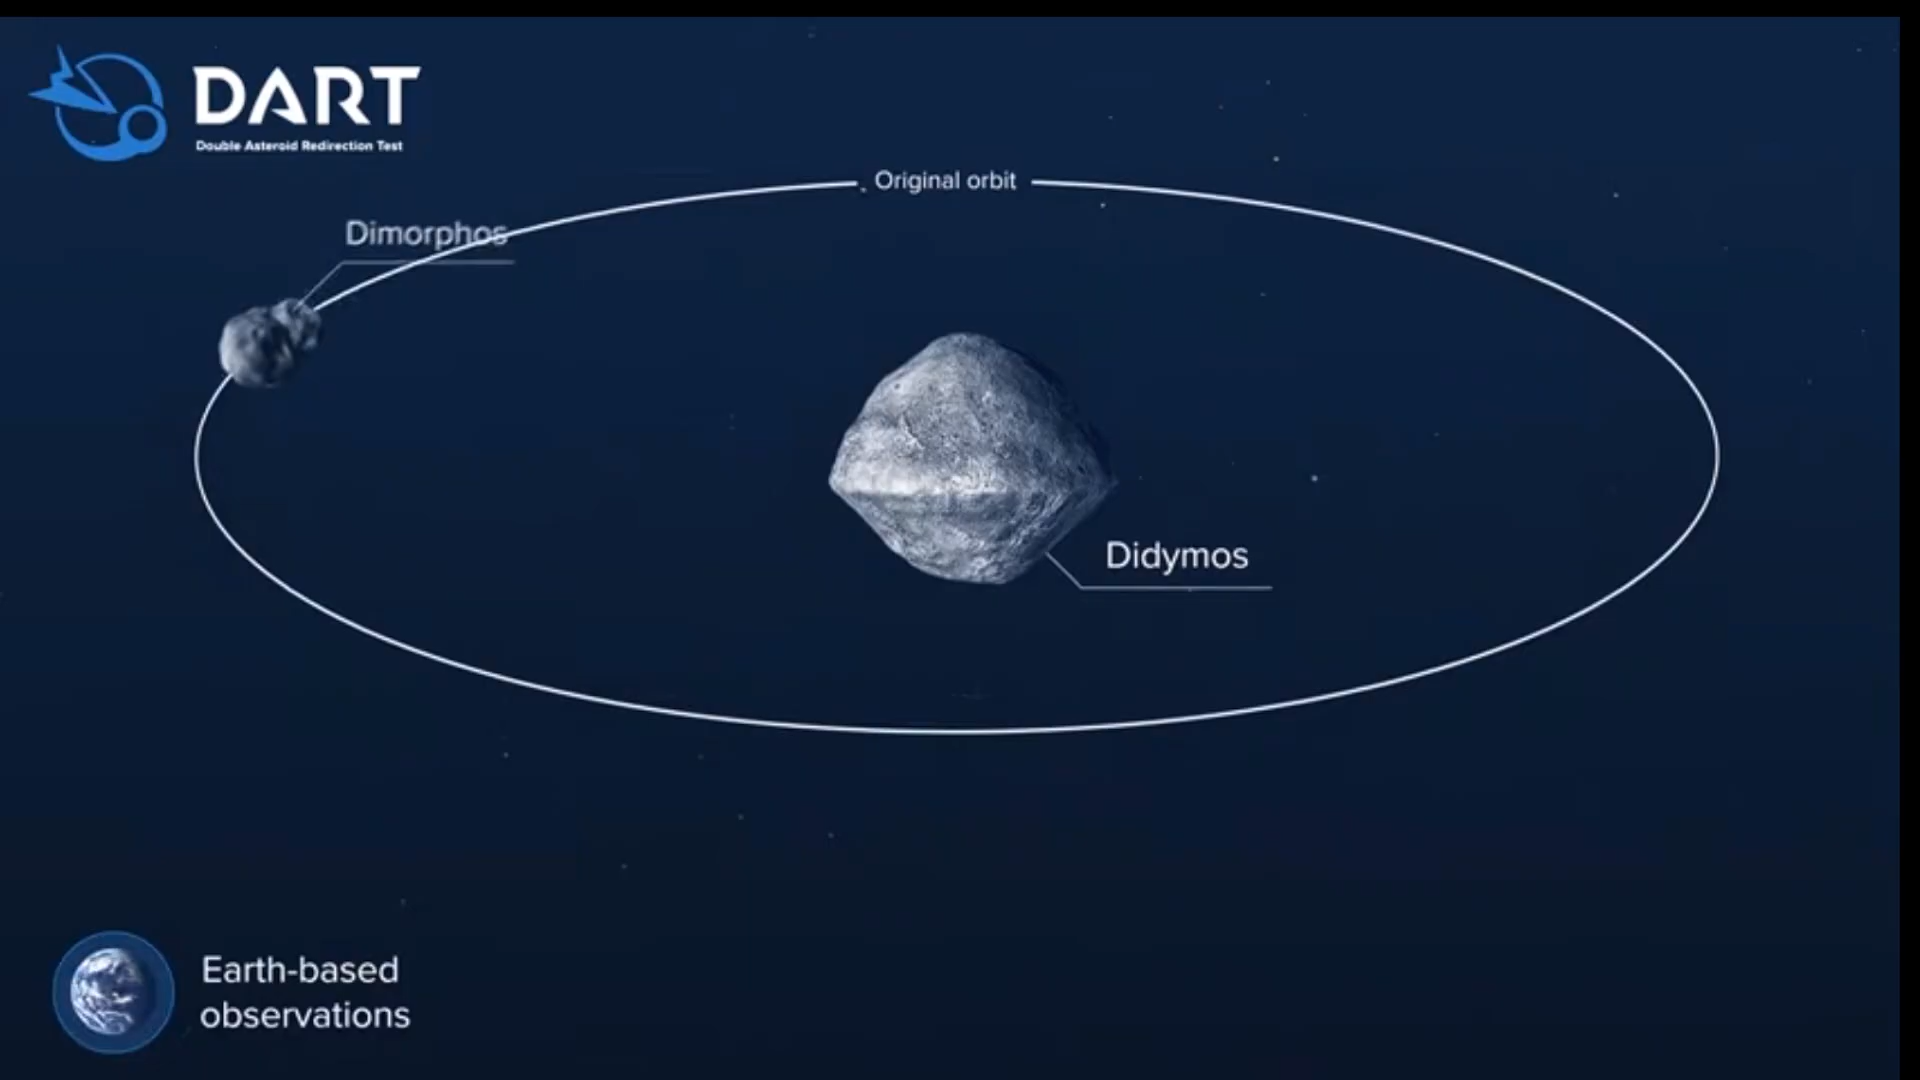 DART
Double Asteroid Redirection Test
Original orbit
Dimorphos
Didymos
Earth-based
observations